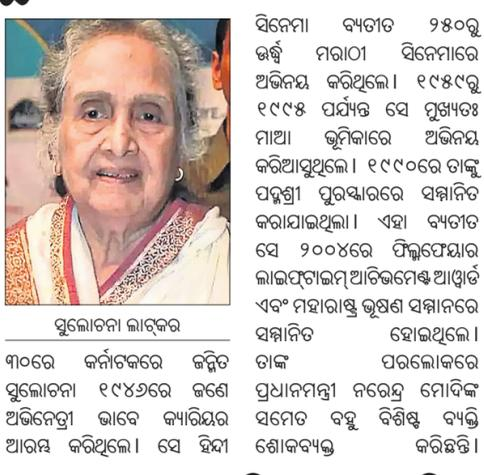 ସୁଲୋଚନା ଲାଟ୍‌କର
୩୦ରେ କର୍ନାଟକରେ ଜନ୍ମିତ
ସୁଲୋଚନା ୧୯୪୬ରେ ଜଣେ
ଅଭିନେତ୍ରୀ ଭାବେ କ୍ୟାରିୟର
ଆରମ୍ଭ କରିଥିଲେ। ସେ ହିନ୍ଦୀ
ସିନେମା ବ୍ୟତୀତ ୨୫୦ରୁ
ଊର୍ଦ୍ଧ୍ୱ ମରାଠୀ ସିନେମାରେ
ଅଭିନୟ କରିଥିଲେ। ୧୯୫୯ରୁ
୧୯୯୫ ପର୍ଯ୍ୟନ୍ତ ସେ ମୁଖ୍ୟତଃ
ମାଆ ଭୂମିକାରେ ଅଭିନୟ
କରିଆସୁଥିଲେ। ୧୯୯୦ରେ ତାଙ୍କୁ
ପଦ୍ମଶ୍ରୀ ପୁରସ୍କାରରେ ସମ୍ମାନିତ
କରାଯାଇଥିଲା। ଏହା ବ୍ୟତୀତ
ସେ ୨୦୦୪ରେ ଫିଲ୍ମଫେୟାର
ଲାଇଫ୍‌ଟାଇମ୍ ଆଚିଭମେଣ୍ଟ ଆୱାର୍ଡ
ଏବଂ ମହାରାଷ୍ଟ୍ର ଭୂଷଣ ସମ୍ମାନରେ
ସମ୍ମାନିତ ହୋଇଥିଲେ।
ତାଙ୍କ ପରଲୋକରେ
ପ୍ରଧାନମନ୍ତ୍ରୀ ନରେନ୍ଦ୍ର ମୋଦିଙ୍କ
ସମେତ ବହୁ ବିଶିଷ୍ଟ ବ୍ୟକ୍ତି
ଶୋକବ୍ୟକ୍ତ କରିଛନ୍ତି।